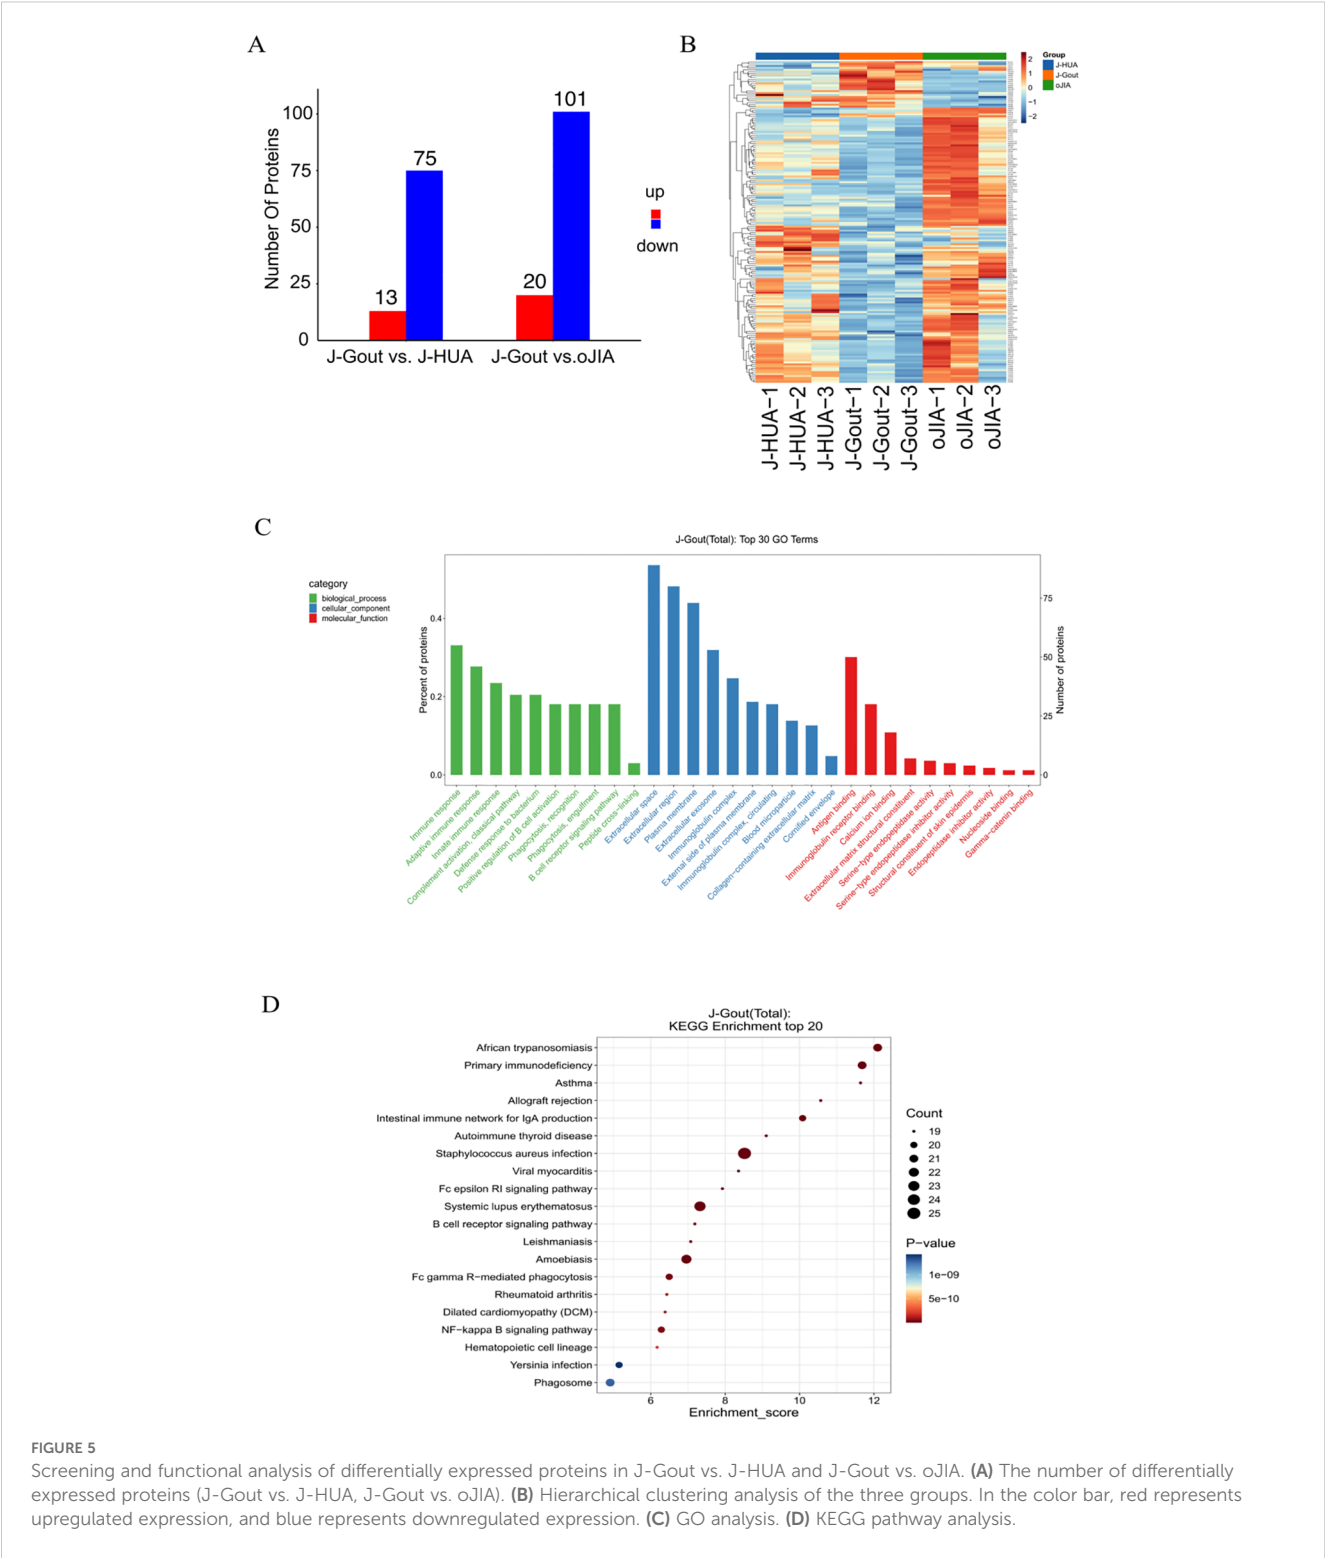 A
Number Of Proteins
100
75
50
25
0
13
75
20
101
J-Gout vs. J-HUA
J-Gout vs.oJIA
up
down
B
2
1
0
−1
−2
Group
J-HUA
J-Gout
oJIA
J-HUA−1
J-HUA−2
J-HUA−3
J-Gout−1
J-Gout−2
J-Gout−3
oJIA−1
oJIA−2
oJIA−3
C
J-Gout(Total): Top 30 GO Terms
category
biological_process
cellular_component
molecular_function
Percent of proteins
0.4
0.2
0.0
Number of proteins
75
50
25
0
Immune response
Adaptive immune response
Innate immune response
Complement activation, classical pathway
Defense response to bacterium
Positive regulation of B cell activation
Phagocytosis, recognition
Phagocytosis, engulfment
B cell receptor signaling pathway
Peptide cross−linking
Extracellular space
Extracellular region
Plasma membrane
Extracellular exosome
Immunoglobulin complex
External side of plasma membrane
Immunoglobulin complex, circulating
Blood microparticle
Collagen−containing extracellular matrix
Cornified envelope
Antigen binding
Immunoglobulin receptor binding
Calcium ion binding
Extracellular matrix structural constituent
Serine−type endopeptidase activity
Serine−type endopeptidase inhibitor activity
Structural constituent of skin epidermis
Endopeptidase inhibitor activity
Nucleoside binding
Gamma−catenin binding
D
J-Gout(Total):
KEGG Enrichment top 20
African trypanosomiasis
Primary immunodeficiency
Asthma
Allograft rejection
Intestinal immune network for IgA production
Autoimmune thyroid disease
Staphylococcus aureus infection
Viral myocarditis
Fc epsilon RI signaling pathway
Systemic lupus erythematosus
B cell receptor signaling pathway
Leishmaniasis
Amoebiasis
Fc gamma R−mediated phagocytosis
Rheumatoid arthritis
Dilated cardiomyopathy (DCM)
NF−kappa B signaling pathway
Hematopoietic cell lineage
Yersinia infection
Phagosome
6
8
10
12
Enrichment_score
Count
19
20
21
22
23
24
25
P−value
1e−09
5e−10
FIGURE 5
Screening and functional analysis of differentially expressed proteins in J-Gout vs. J-HUA and J-Gout vs. oJIA. (A) The number of differentially
expressed proteins (J-Gout vs. J-HUA, J-Gout vs. oJIA). (B) Hierarchical clustering analysis of the three groups. In the color bar, red represents
upregulated expression, and blue represents downregulated expression. (C) GO analysis. (D) KEGG pathway analysis.